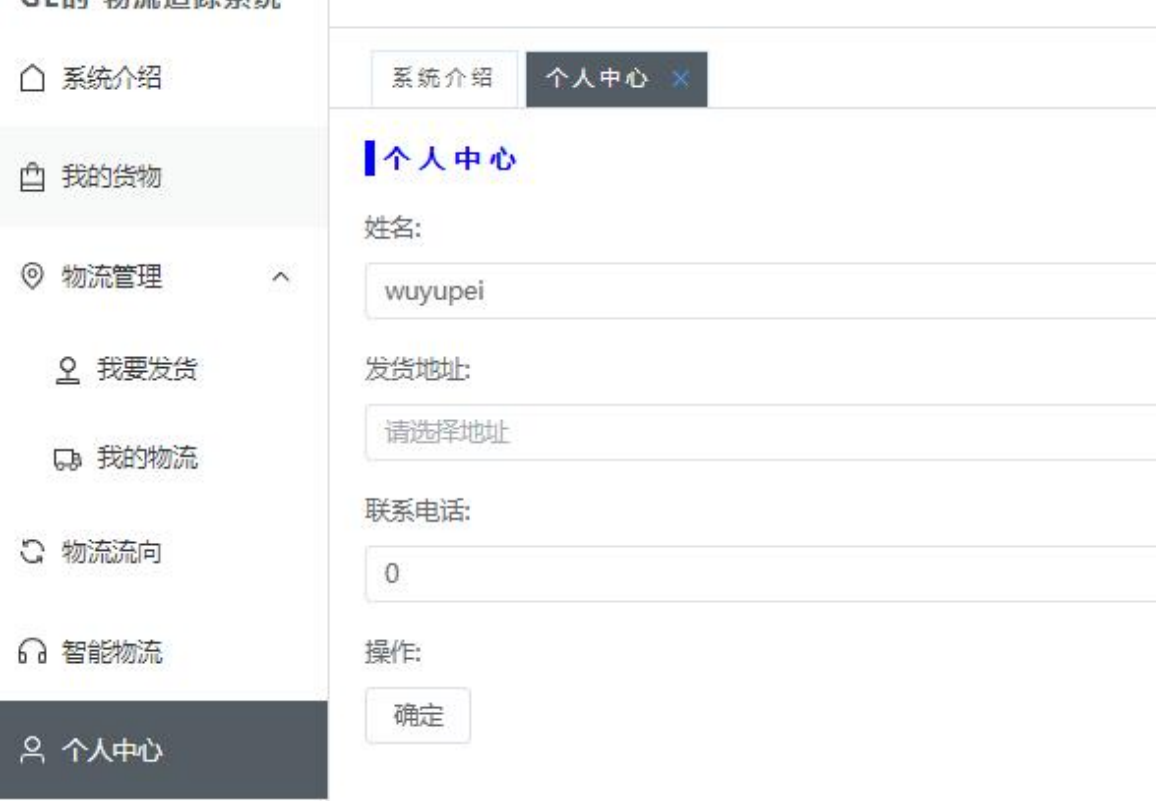 系统介绍
我的货物
物流管理
我要发货
我的物流
物流流向
智能物流
个人中心
系统介绍
个人中心
个人中心
姓名:
wuyupei
发货地址:
请选择地址
联系电话:
0
操作:
确定